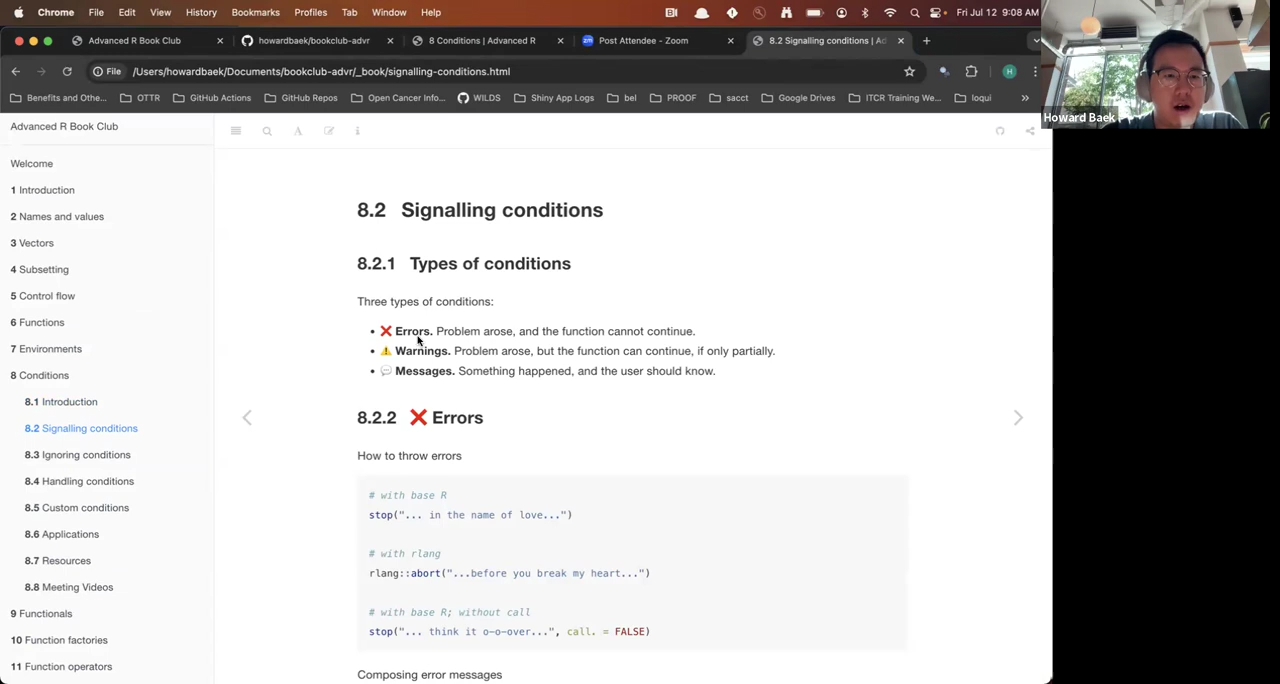 Chrome File Edit View History Bookmarks Profiles Tab Window Help Fri Jul 12 9:08 AM
Advanced R Book Club howardbaek/bookclub-advr 8 Conditions | Advanced R Post Attendee - Zoom 8.2 Signalling conditions | Ad
File /Users/howardbaek/Documents/bookclub-advr/_book/signalling-conditions.html
Benefits and Othe... OTTR GitHub Actions GitHub Repos Open Cancer Info... WILDS Shiny App Logs bel PROOF sacct Google Drives ITCR Training We... loqui
Howard Baek
Advanced R Book Club
Welcome
1 Introduction
2 Names and values
3 Vectors
4 Subsetting
5 Control flow
6 Functions
7 Environments
8 Conditions
8.1 Introduction
8.2 Signalling conditions
8.3 Ignoring conditions
8.4 Handling conditions
8.5 Custom conditions
8.6 Applications
8.7 Resources
8.8 Meeting Videos
9 Functionals
10 Function factories
11 Function operators
8.2 Signalling conditions
8.2.1 Types of conditions
Three types of conditions:
• ❌ Errors. Problem arose, and the function cannot continue.
• ⚠️ Warnings. Problem arose, but the function can continue, if only partially.
• 💬 Messages. Something happened, and the user should know.
8.2.2 ❌ Errors
How to throw errors
# with base R
stop("... in the name of love...")
# with rlang
rlang::abort("...before you break my heart...")
# with base R; without call
stop("... think it o-o-over...", call. = FALSE)
Composing error messages